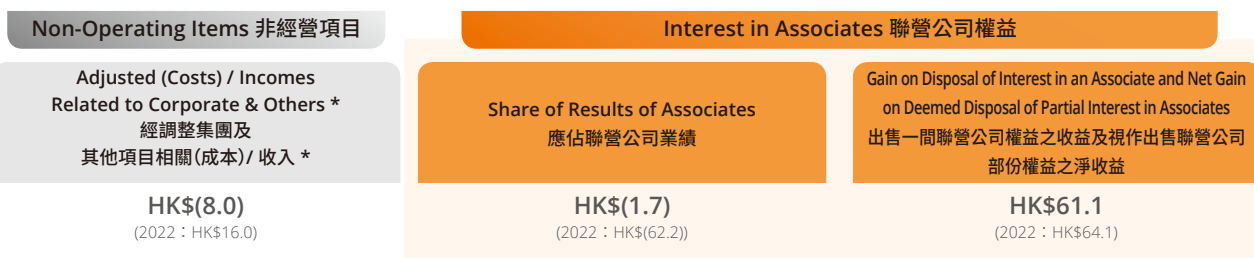 Non-Operating Items 非經營項目
Adjusted (Costs) / Incomes
Related to Corporate & Others *
經調整集團及
其他項目相關(成本)/ 收入 *
HK$(8.0)
(2022：HK$16.0)
Interest in Associates 聯營公司權益
Share of Results of Associates
應佔聯營公司業績
HK$(1.7)
(2022：HK$(62.2))
Gain on Disposal of Interest in an Associate and Net Gain
on Deemed Disposal of Partial Interest in Associates
出售一間聯營公司權益之收益及視作出售聯營公司
部份權益之淨收益
HK$61.1
(2022：HK$64.1)